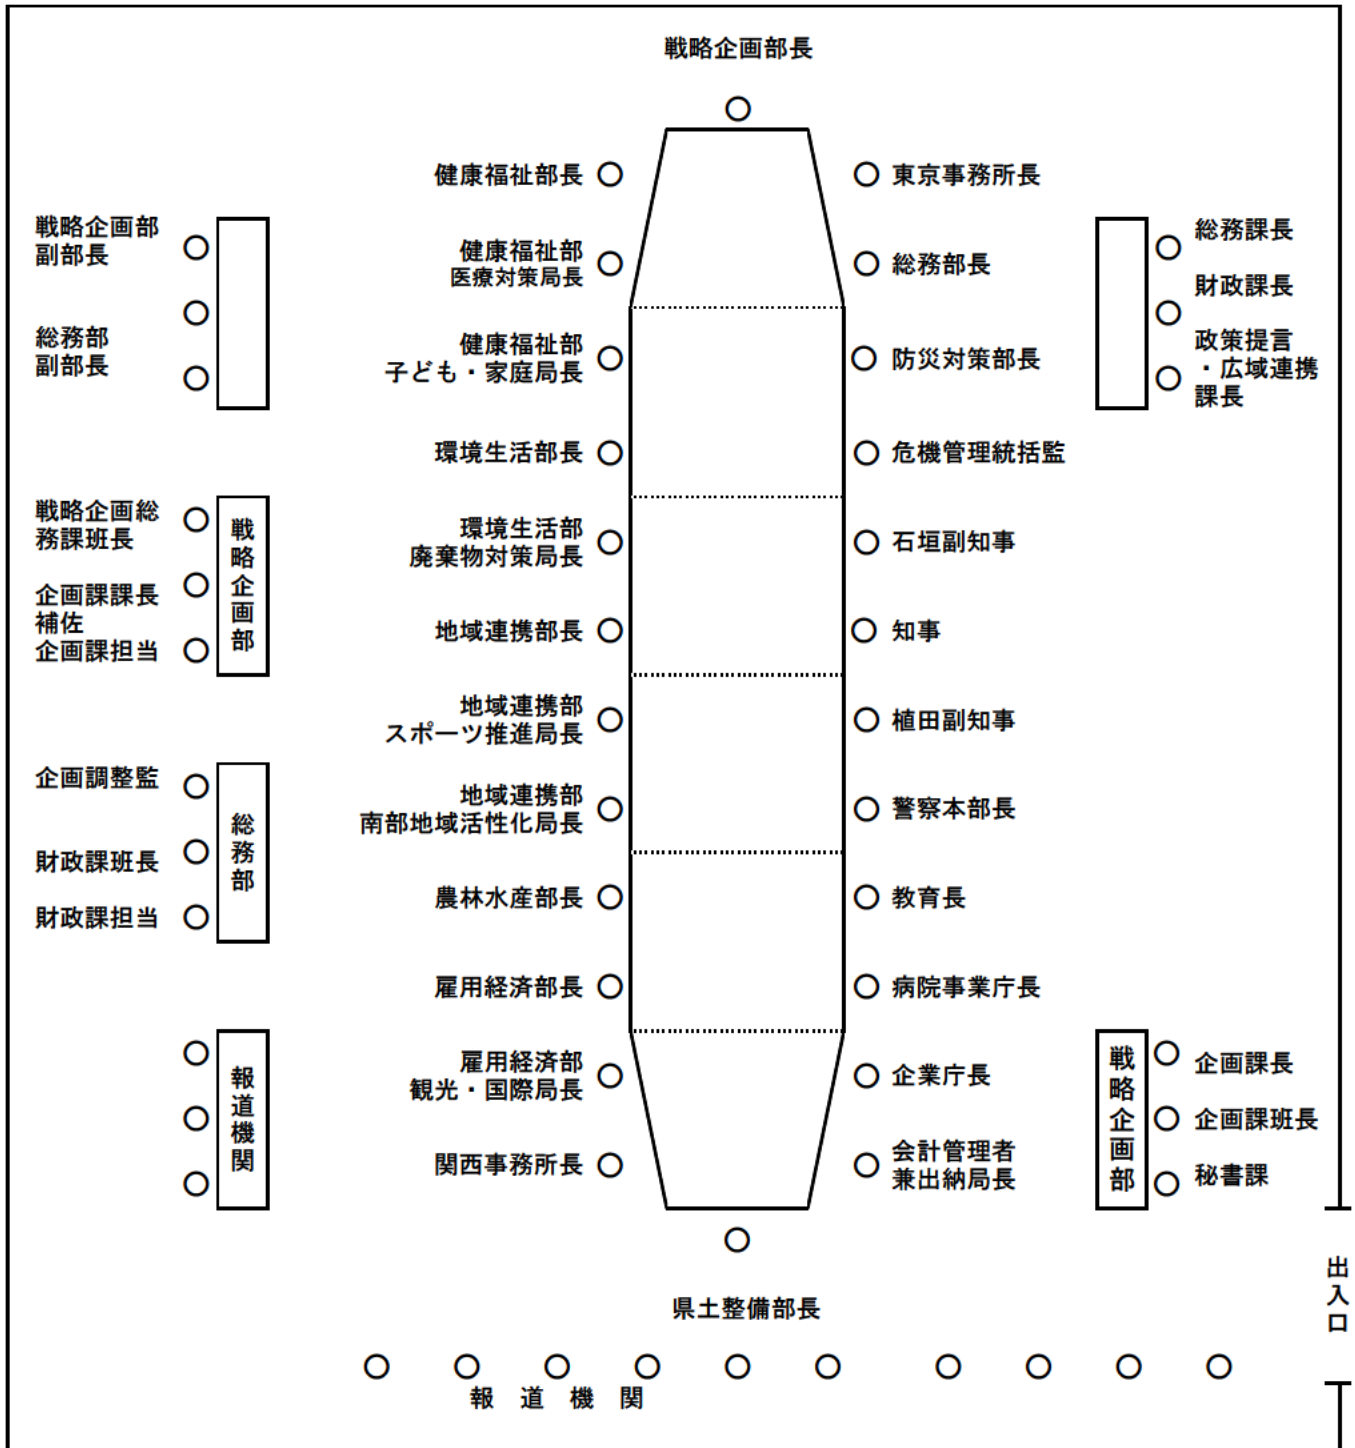 戦略企画部長
健康福祉部長
東京事務所長
戦略企画部
副部長
健康福祉部
医療対策局長
総務部長
総務課長
財政課長
総務部
副部長
健康福祉部
子ども・家庭局長
防災対策部長
政策提言
・広域連携
課長
環境生活部長
危機管理統括監
戦略企画総
務課班長
企画課課長
補佐
企画課担当
戦略企画部
環境生活部
廃棄物対策局長
石垣副知事
地域連携部長
知事
地域連携部
スポーツ推進局長
植田副知事
企画調整監
財政課班長
財政課担当
総務部
地域連携部
南部地域活性化局長
警察本部長
農林水産部長
教育長
雇用経済部長
病院事業庁長
報道機関
雇用経済部
観光・国際局長
企業庁長
戦略企画部
企画課長
企画課班長
秘書課
関西事務所長
会計管理者
兼出納局長
出入口
県土整備部長
報 道 機 関